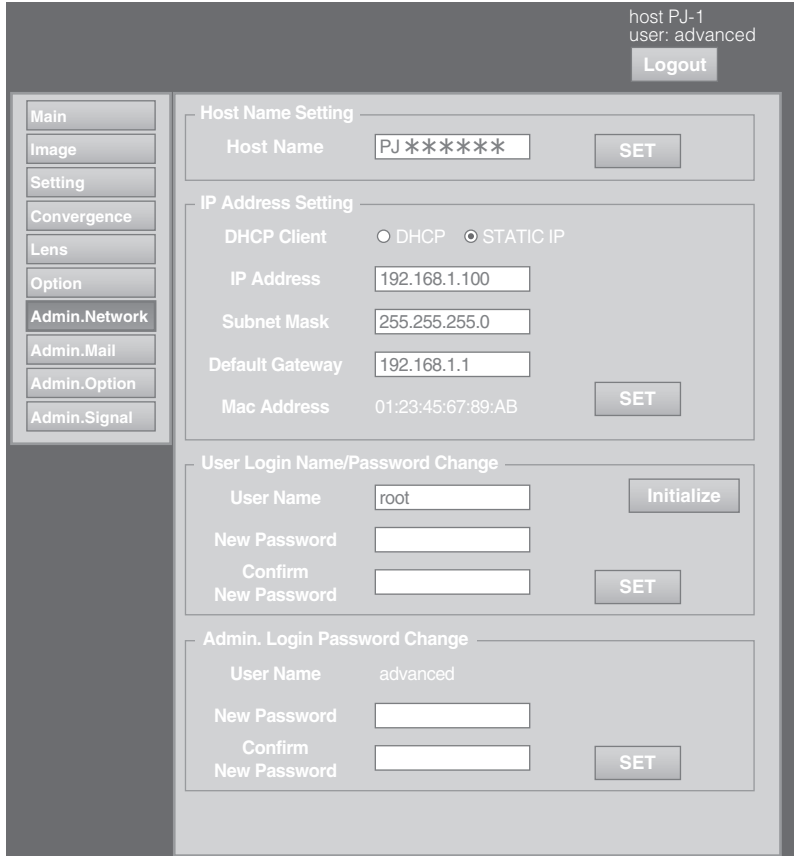 host PJ-1
user: advanced
Logout
Main
Image
Setting
Convergence
Lens
Option
Admin.Network
Admin.Mail
Admin.Option
Admin.Signal
Host Name Setting
Host Name PJ ****** SET
IP Address Setting
DHCP Client DHCP STATIC IP
IP Address 192.168.1.100
Subnet Mask 255.255.255.0
Default Gateway 192.168.1.1
Mac Address 01:23:45:67:89:AB SET
User Login Name/Password Change
User Name root Initialize
New Password
Confirm
New Password SET
Admin. Login Password Change
User Name advanced
New Password
Confirm
New Password SET